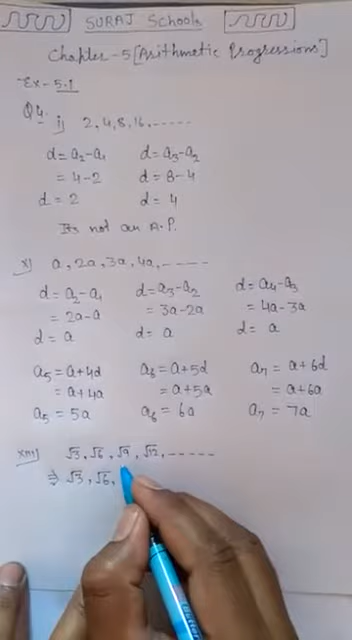 SURAJ Schools
Chapter-5 [Arithmetic Progressions]
Ex-5.1
Q4. i) 2, 4, 8, 16, -----
d = a₂-a₁ d = a₃-a₂
= 4-2 d = 8-4
d = 2 d = 4
Its not an A.P.
x) a, 2a, 3a, 4a, -----
d = a₂-a₁ d = a₃-a₂ d = a₄-a₃
= 2a-a = 3a-2a = 4a-3a
d = a d = a d = a
a₅ = a+4d a₆ = a+5d a₇ = a+6d
= a+4a = a+5a = a+6a
a₅ = 5a a₆ = 6a a₇ = 7a
√3, √6, √9, √12, -----
⇒ √3, √6,